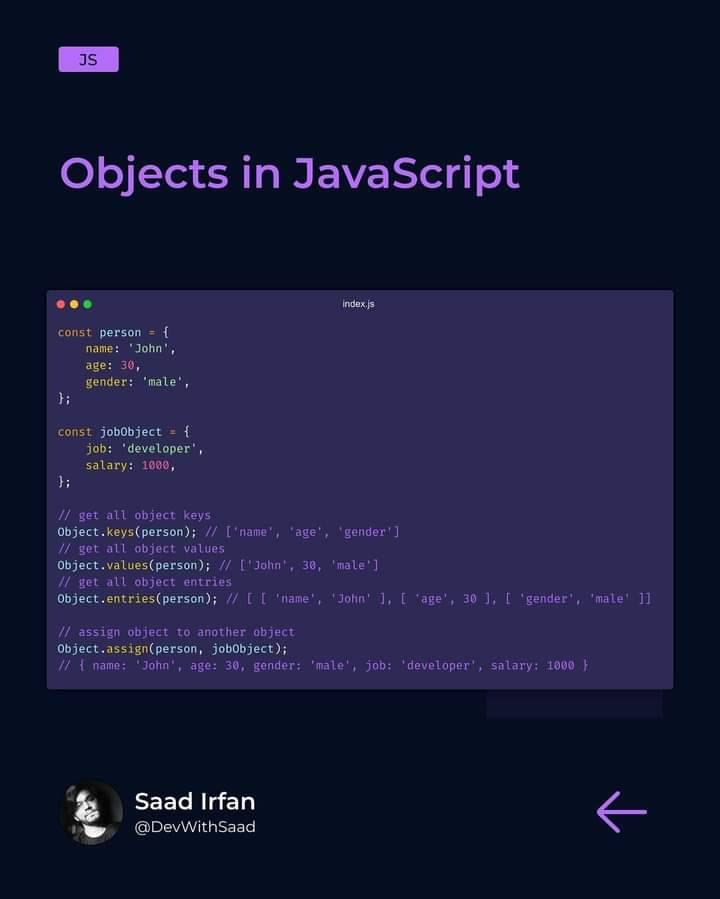 JS
Objects in JavaScript
index.js
const person = {
    name: 'John',
    age: 30,
    gender: 'male',
};
const jobObject = {
    job: 'developer',
    salary: 1000,
};
// get all object keys
Object.keys(person); // ['name', 'age', 'gender']
// get all object values
Object.values(person); // ['John', 30, 'male']
// get all object entries
Object.entries(person); // [ [ 'name', 'John' ], [ 'age', 30 ], [ 'gender', 'male' ]]
// assign object to another object
Object.assign(person, jobObject);
// { name: 'John', age: 30, gender: 'male', job: 'developer', salary: 1000 }
Saad Irfan
@DevWithSaad